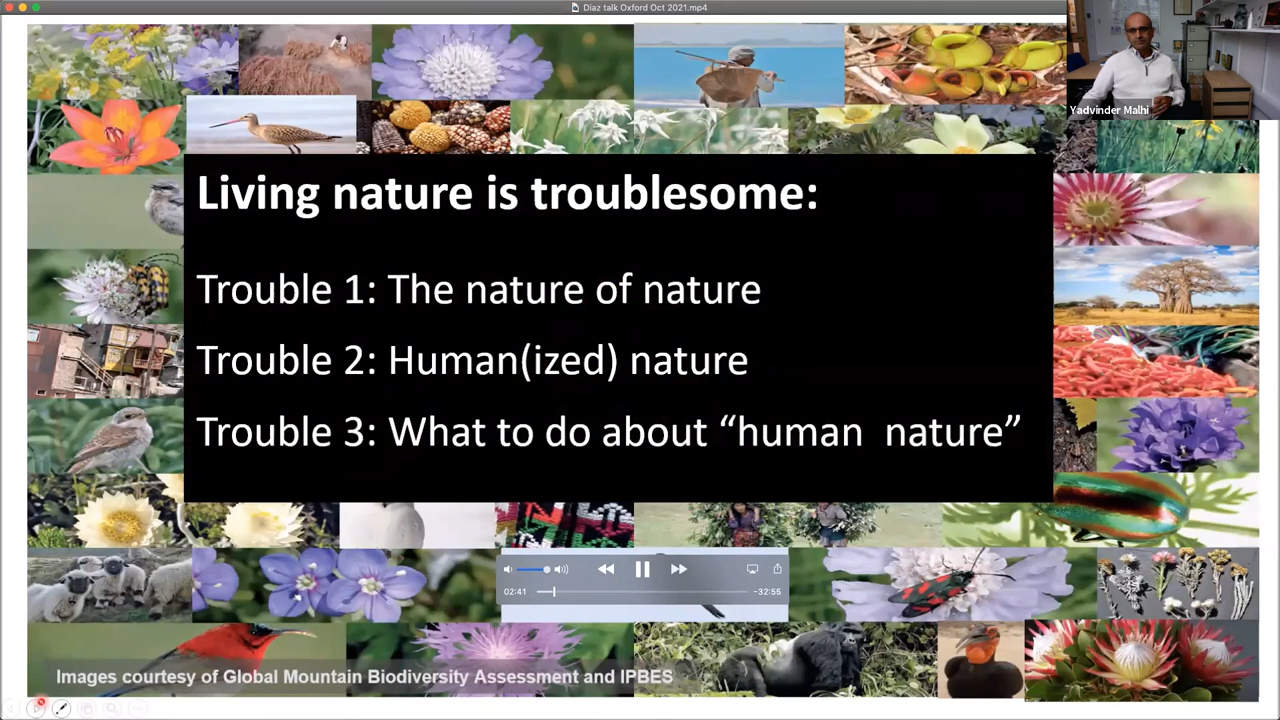 Diaz talk Oxford Oct 2021.mp4
Yadvinder Malhi
Living nature is troublesome:
Trouble 1: The nature of nature
Trouble 2: Human(ized) nature
Trouble 3: What to do about “human nature”
02:41
-32:55
Images courtesy of Global Mountain Biodiversity Assessment and IPBES